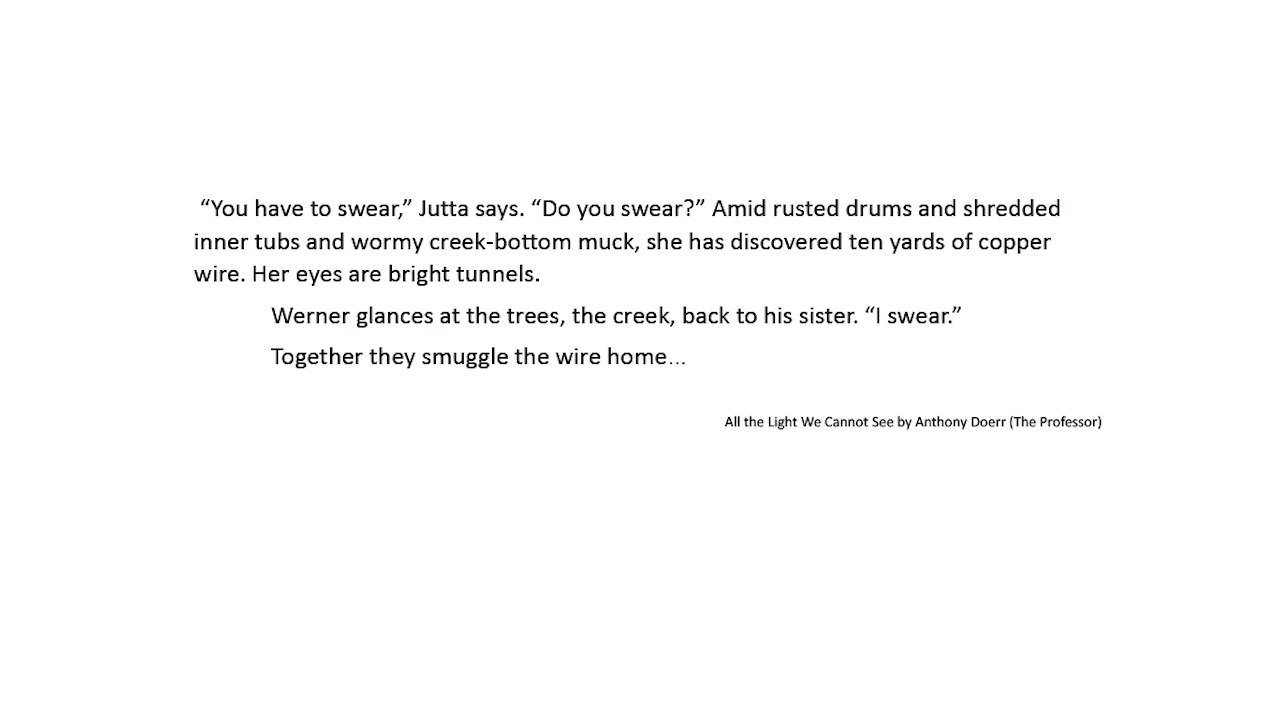 “You have to swear,” Jutta says. “Do you swear?” Amid rusted drums and shredded
inner tubs and wormy creek-bottom muck, she has discovered ten yards of copper
wire. Her eyes are bright tunnels.
Werner glances at the trees, the creek, back to his sister. “I swear.”
Together they smuggle the wire home...
All the Light We Cannot See by Anthony Doerr (The Professor)